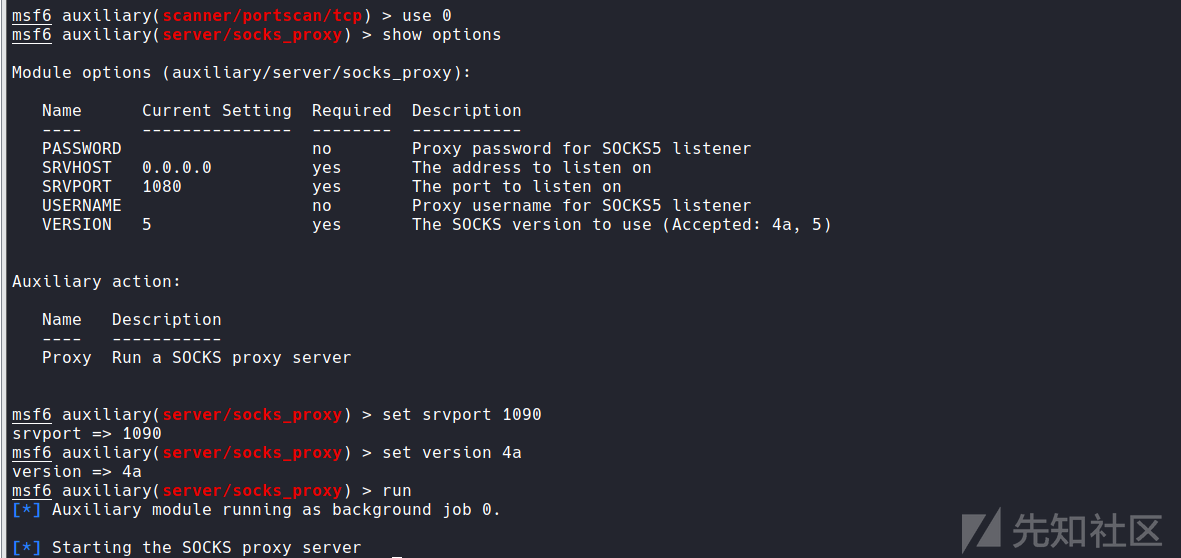 msf6 auxiliary(scanner/portscan/tcp) > use 0
msf6 auxiliary(server/socks_proxy) > show options
Module options (auxiliary/server/socks_proxy):
Name      Current Setting  Required  Description
----      ---------------  --------  -----------
PASSWORD                   no        Proxy password for SOCKS5 listener
SRVHOST   0.0.0.0          yes       The address to listen on
SRVPORT   1080             yes       The port to listen on
USERNAME                   no        Proxy username for SOCKS5 listener
VERSION   5                yes       The SOCKS version to use (Accepted: 4a, 5)
Auxiliary action:
Name   Description
----   -----------
Proxy  Run a SOCKS proxy server
msf6 auxiliary(server/socks_proxy) > set srvport 1090
srvport => 1090
msf6 auxiliary(server/socks_proxy) > set version 4a
version => 4a
msf6 auxiliary(server/socks_proxy) > run
[*] Auxiliary module running as background job 0.
[*] Starting the SOCKS proxy server
先知社区